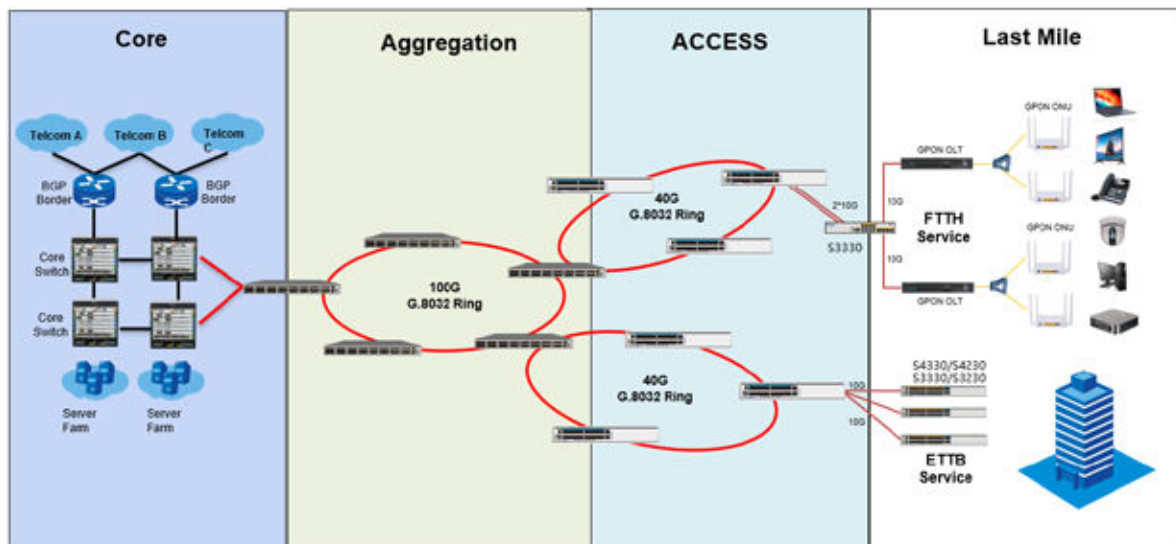 Core
Aggregation
ACCESS
Last Mile
Telcom A
Telcom B
Telcom
C
BGP
Border
BGP
Border
Core
Switch
Core
Switch
Server
Farm
Server
Farm
100G
G.8032 Ring
40G
G.8032 Ring
40G
G.8032 Ring
2*10G
S3330
10G
10G
FTTH
Service
GPON OLT
GPON OLT
GPON ONU
GPON ONU
S4330/S4230
S3330/S3230
10G
10G
ETTB
Service